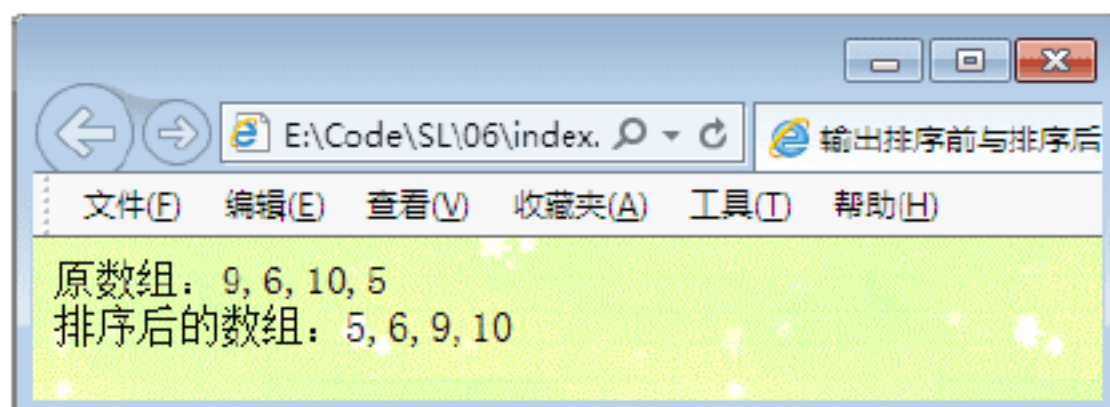 E:\Code\SL\06\index.
输出排序前与排序后
文件(F) 编辑(E) 查看(V) 收藏夹(A) 工具(T) 帮助(H)
原数组：9, 6, 10, 5
排序后的数组：5, 6, 9, 10